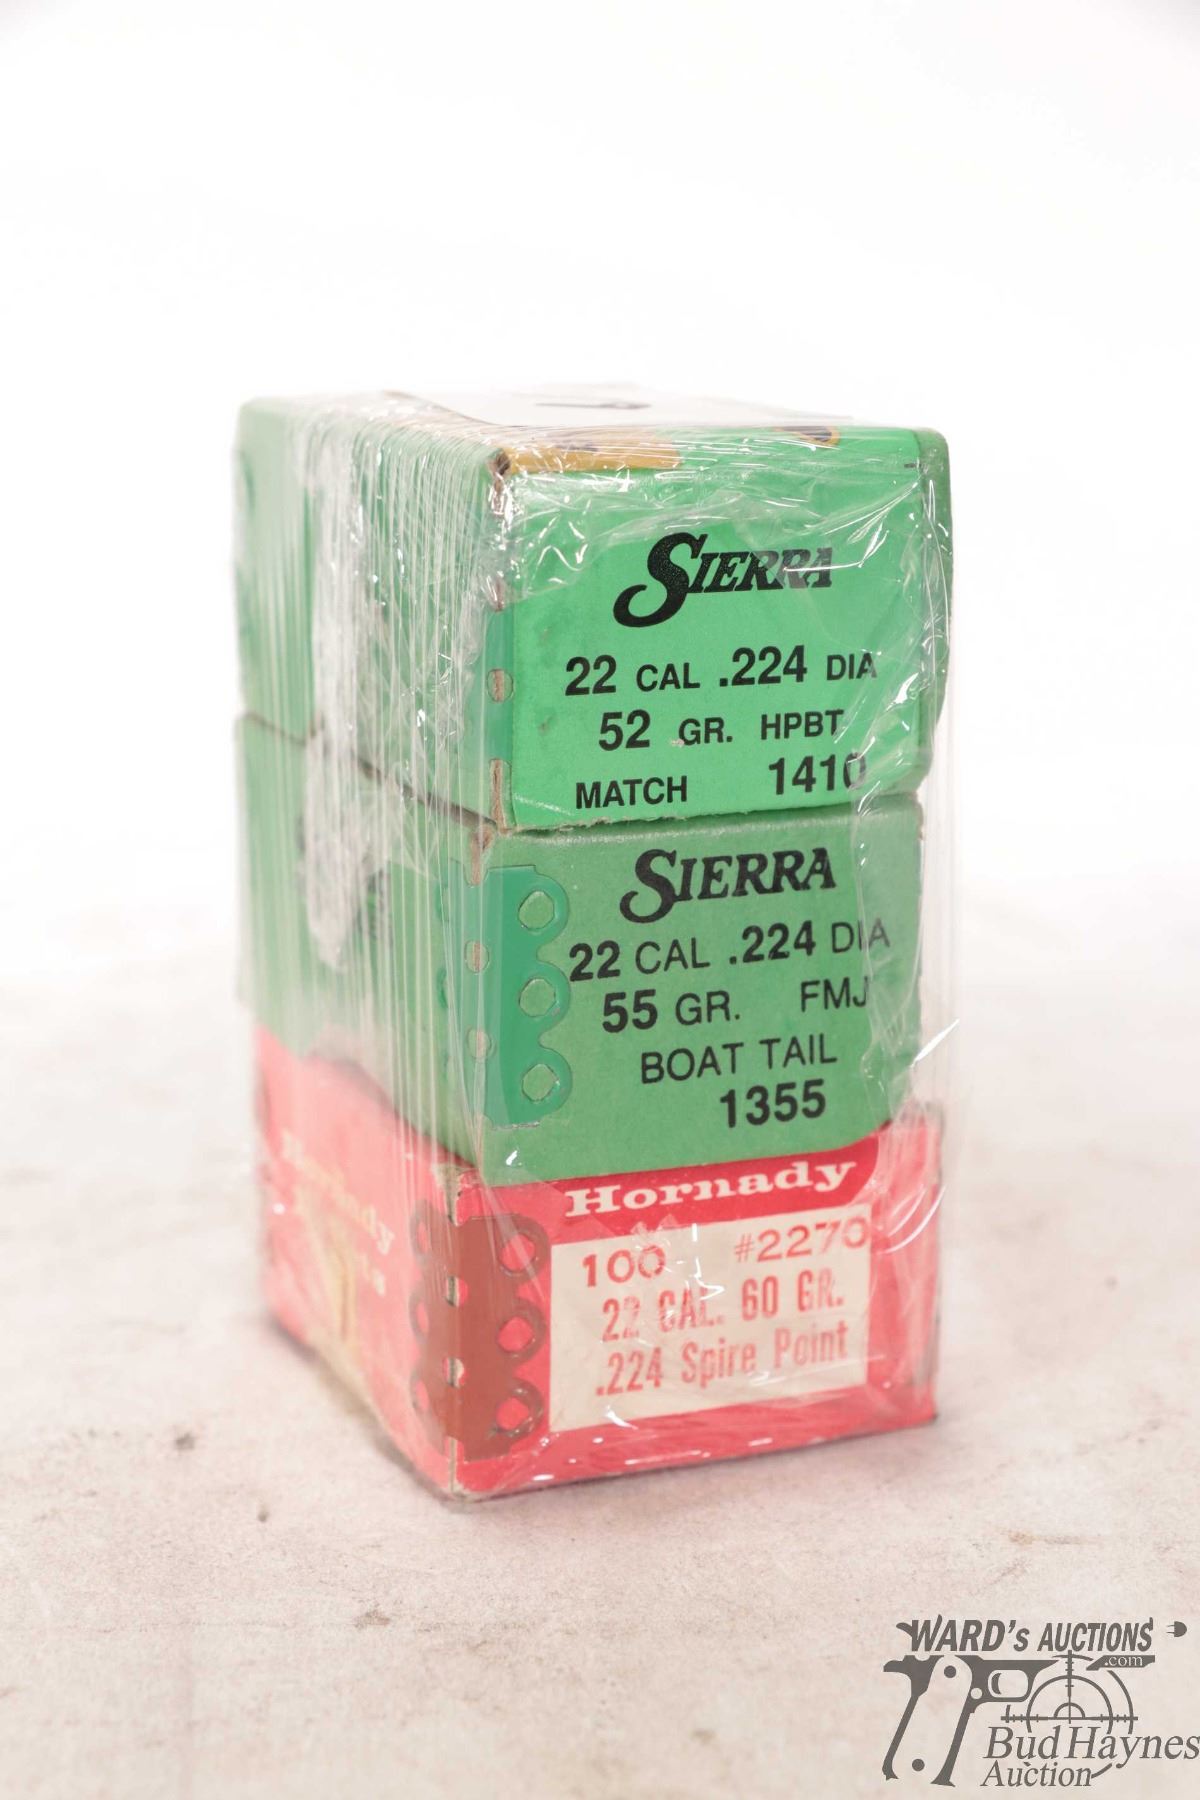 SIERRA
22 CAL .224 DIA
52 GR. HPBT
MATCH 1410
SIERRA
22 CAL .224 DIA
55 GR. FMJ
BOAT TAIL
1355
Hornady
Hornady
100 #2270
22 CAL. 60 GR.
.224 Spire Point
WARD's AUCTIONS
.com
Bud Haynes
Auction